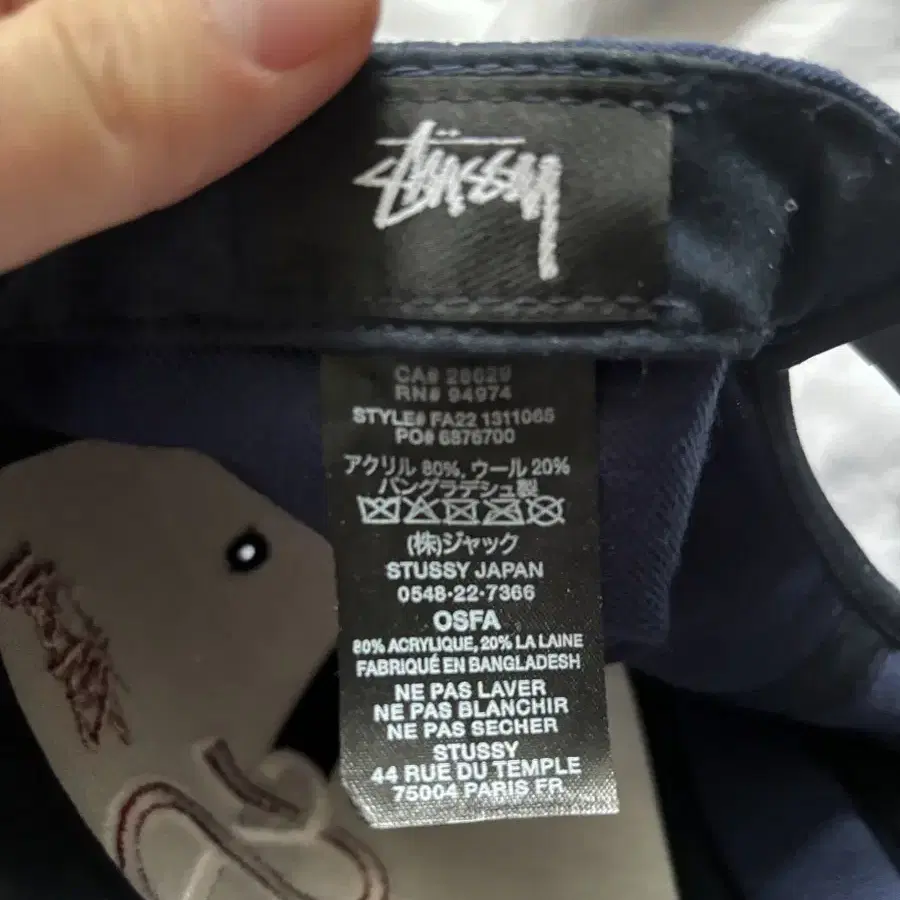 Stüssy
CA# 28629
RN# 94974
STYLE# FA22 1311065
PO# 6876700
アクリル 80%, ウール 20%
バングラデシュ製
(株)ジャック
STUSSY JAPAN
0548-22-7366
OSFA
80% ACRYLIQUE, 20% LA LAINE
FABRIQUÉ EN BANGLADESH
NE PAS LAVER
NE PAS BLANCHIR
NE PAS SECHER
STUSSY
44 RUE DU TEMPLE
75004 PARIS FR